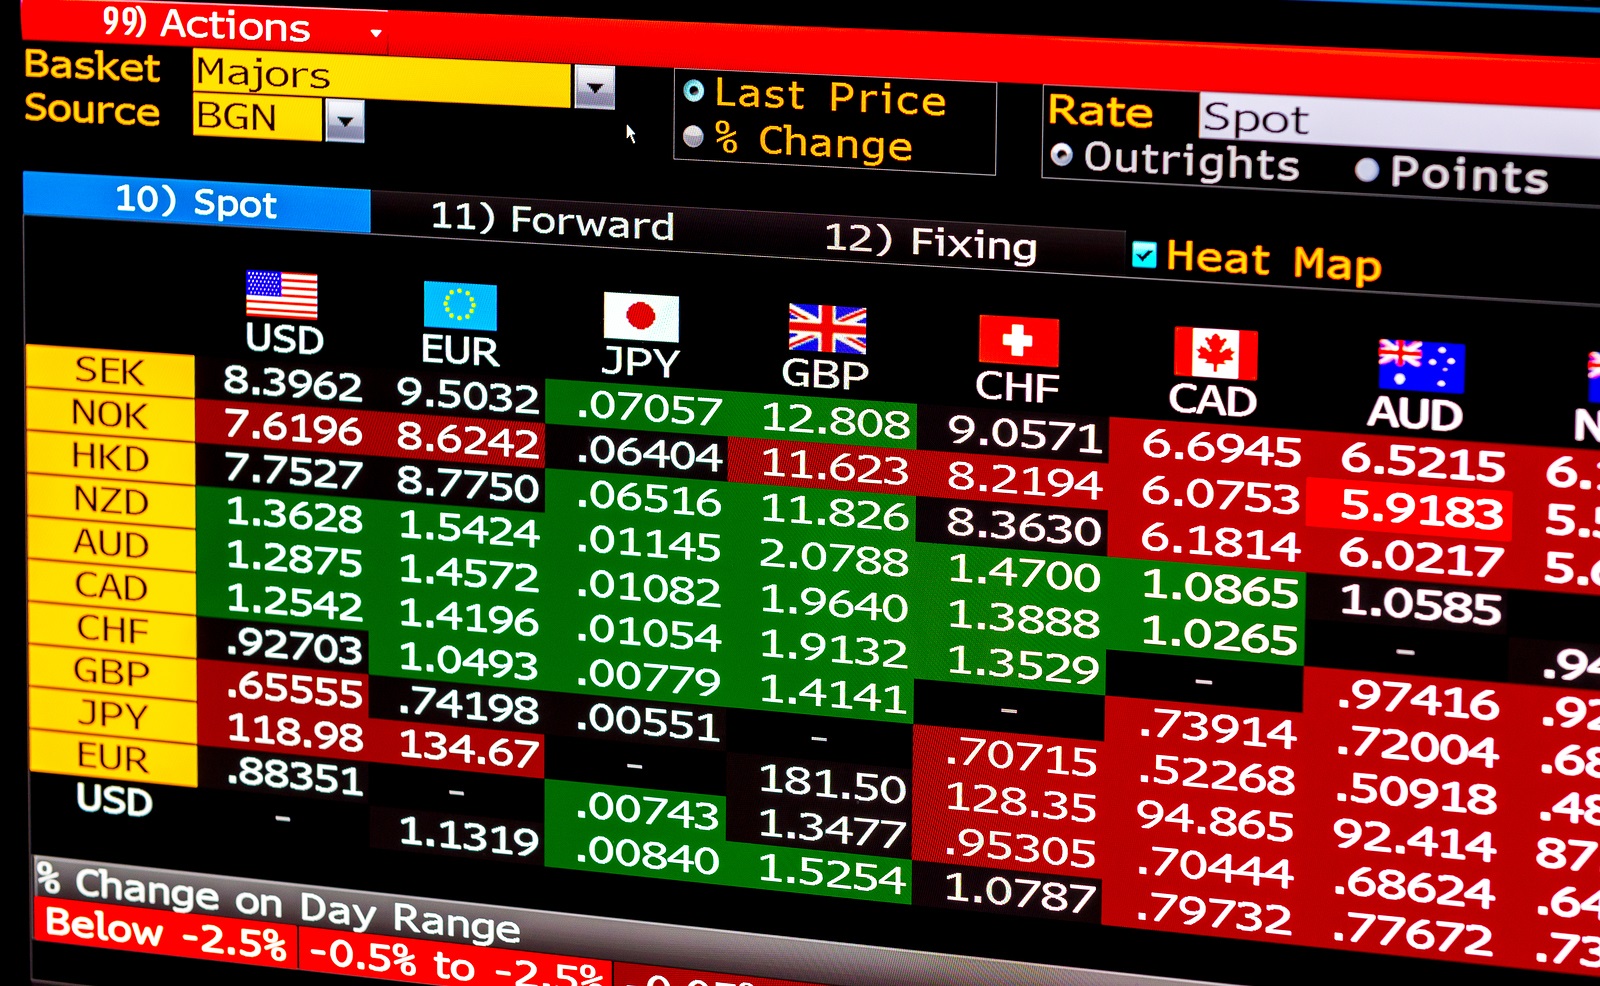 99) Actions
Basket Majors
Source BGN
Last Price
% Change
Rate Spot
Outrights Points
10) Spot 11) Forward 12) Fixing Heat Map
USD EUR JPY GBP CHF CAD AUD
SEK 8.3962 9.5032 .07057 12.808 9.0571 6.6945 6.5215
NOK 7.6196 8.6242 .06404 11.623 8.2194 6.0753 5.9183
HKD 7.7527 8.7750 .06516 11.826 8.3630 6.1814 6.0217
NZD 1.3628 1.5424 .01145 2.0788 1.4700 1.0865 1.0585
AUD 1.2875 1.4572 .01082 1.9640 1.3888 1.0265 -
CAD 1.2542 1.4196 .01054 1.9132 1.3529 - .97416
CHF .92703 1.0493 .00779 1.4141 - .73914 .72004
GBP .65555 .74198 .00551 - .70715 .52268 .50918
JPY 118.98 134.67 - 181.50 128.35 94.865 92.414
EUR .88351 - .00743 1.3477 .95305 .70444 .68624
USD - 1.1319 .00840 1.5254 1.0787 .79732 .77672
% Change on Day Range
Below -2.5% -0.5% to -2.5%